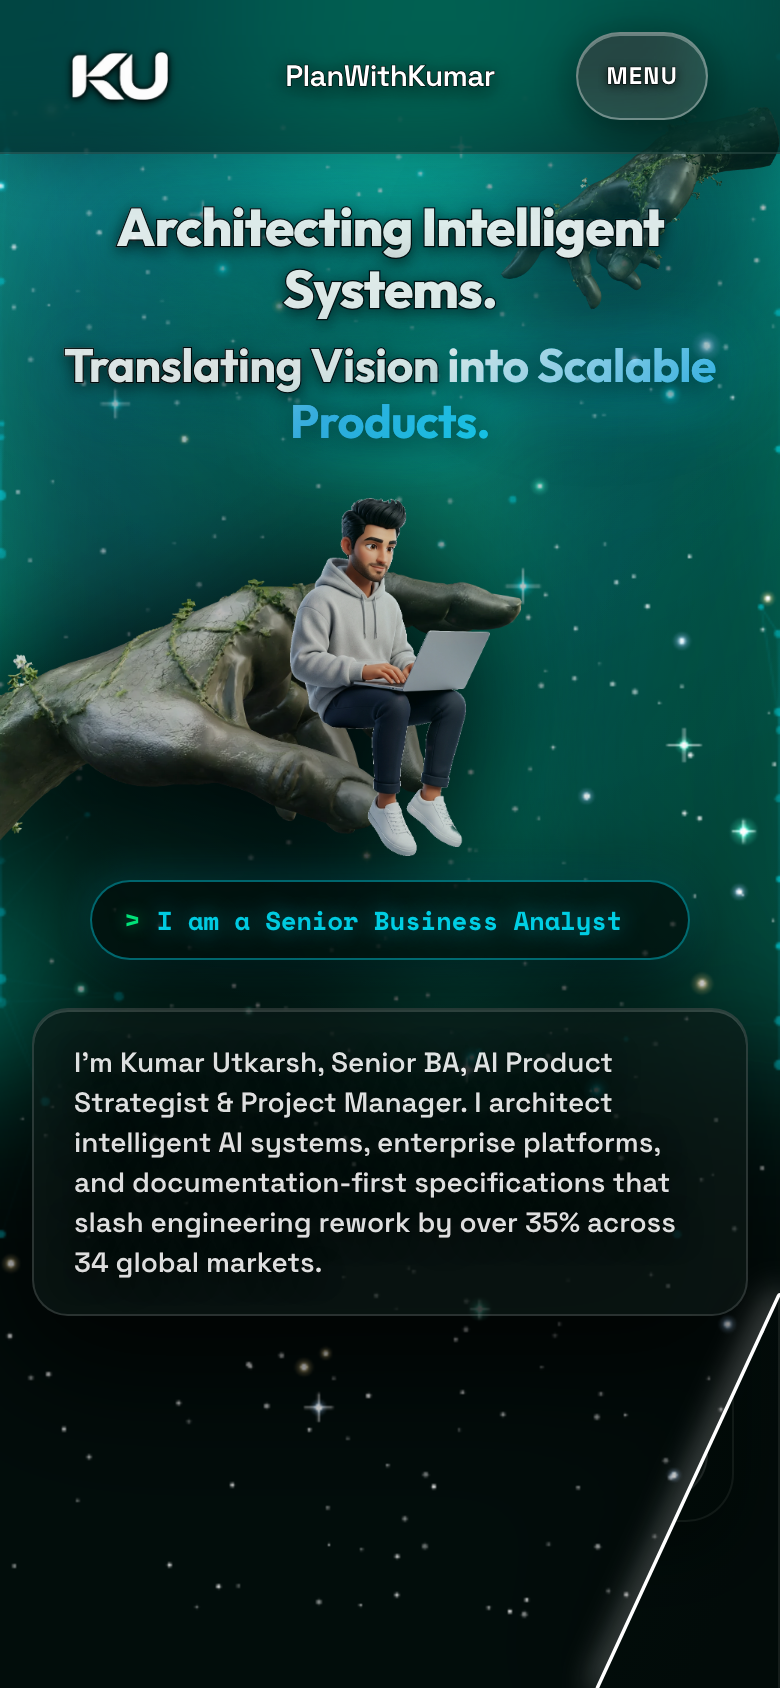 KU
PlanWithKumar
MENU
Architecting Intelligent
Systems.
Translating Vision into Scalable
Products.
> I am a Senior Business Analyst
I'm Kumar Utkarsh, Senior BA, AI Product
Strategist & Project Manager. I architect
intelligent AI systems, enterprise platforms,
and documentation-first specifications that
slash engineering rework by over 35% across
34 global markets.